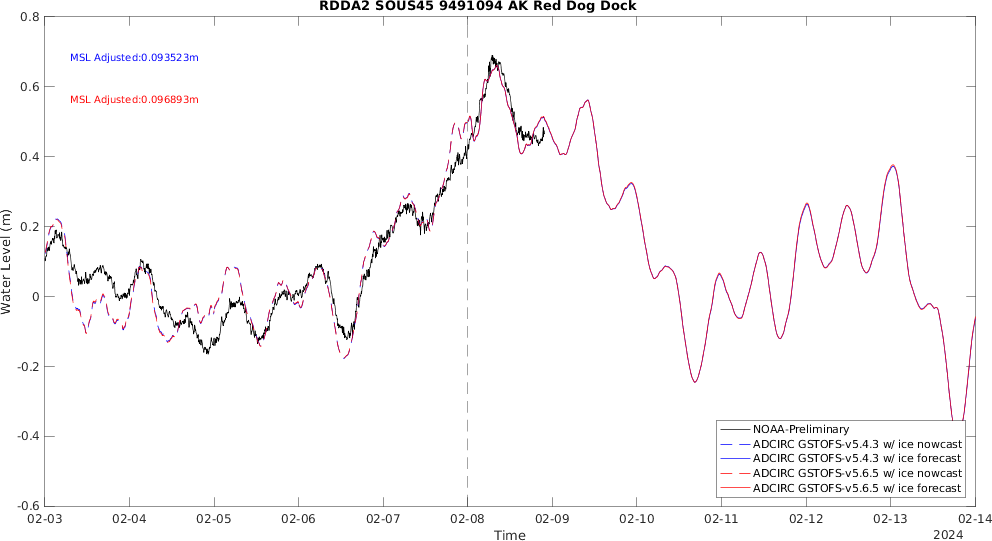 RDDA2 SOUS45 9491094 AK Red Dog Dock
MSL Adjusted:0.093523m
MSL Adjusted:0.096893m
Water Level (m)
0.8
0.6
0.4
0.2
0
-0.2
-0.4
-0.6
NOAA-Preliminary
ADCIRC GSTOFS-v5.4.3 w/ ice nowcast
ADCIRC GSTOFS-v5.4.3 w/ ice forecast
ADCIRC GSTOFS-v5.6.5 w/ ice nowcast
ADCIRC GSTOFS-v5.6.5 w/ ice forecast
02-03 02-04 02-05 02-06 02-07 02-08 02-09 02-10 02-11 02-12 02-13 02-14
Time
2024